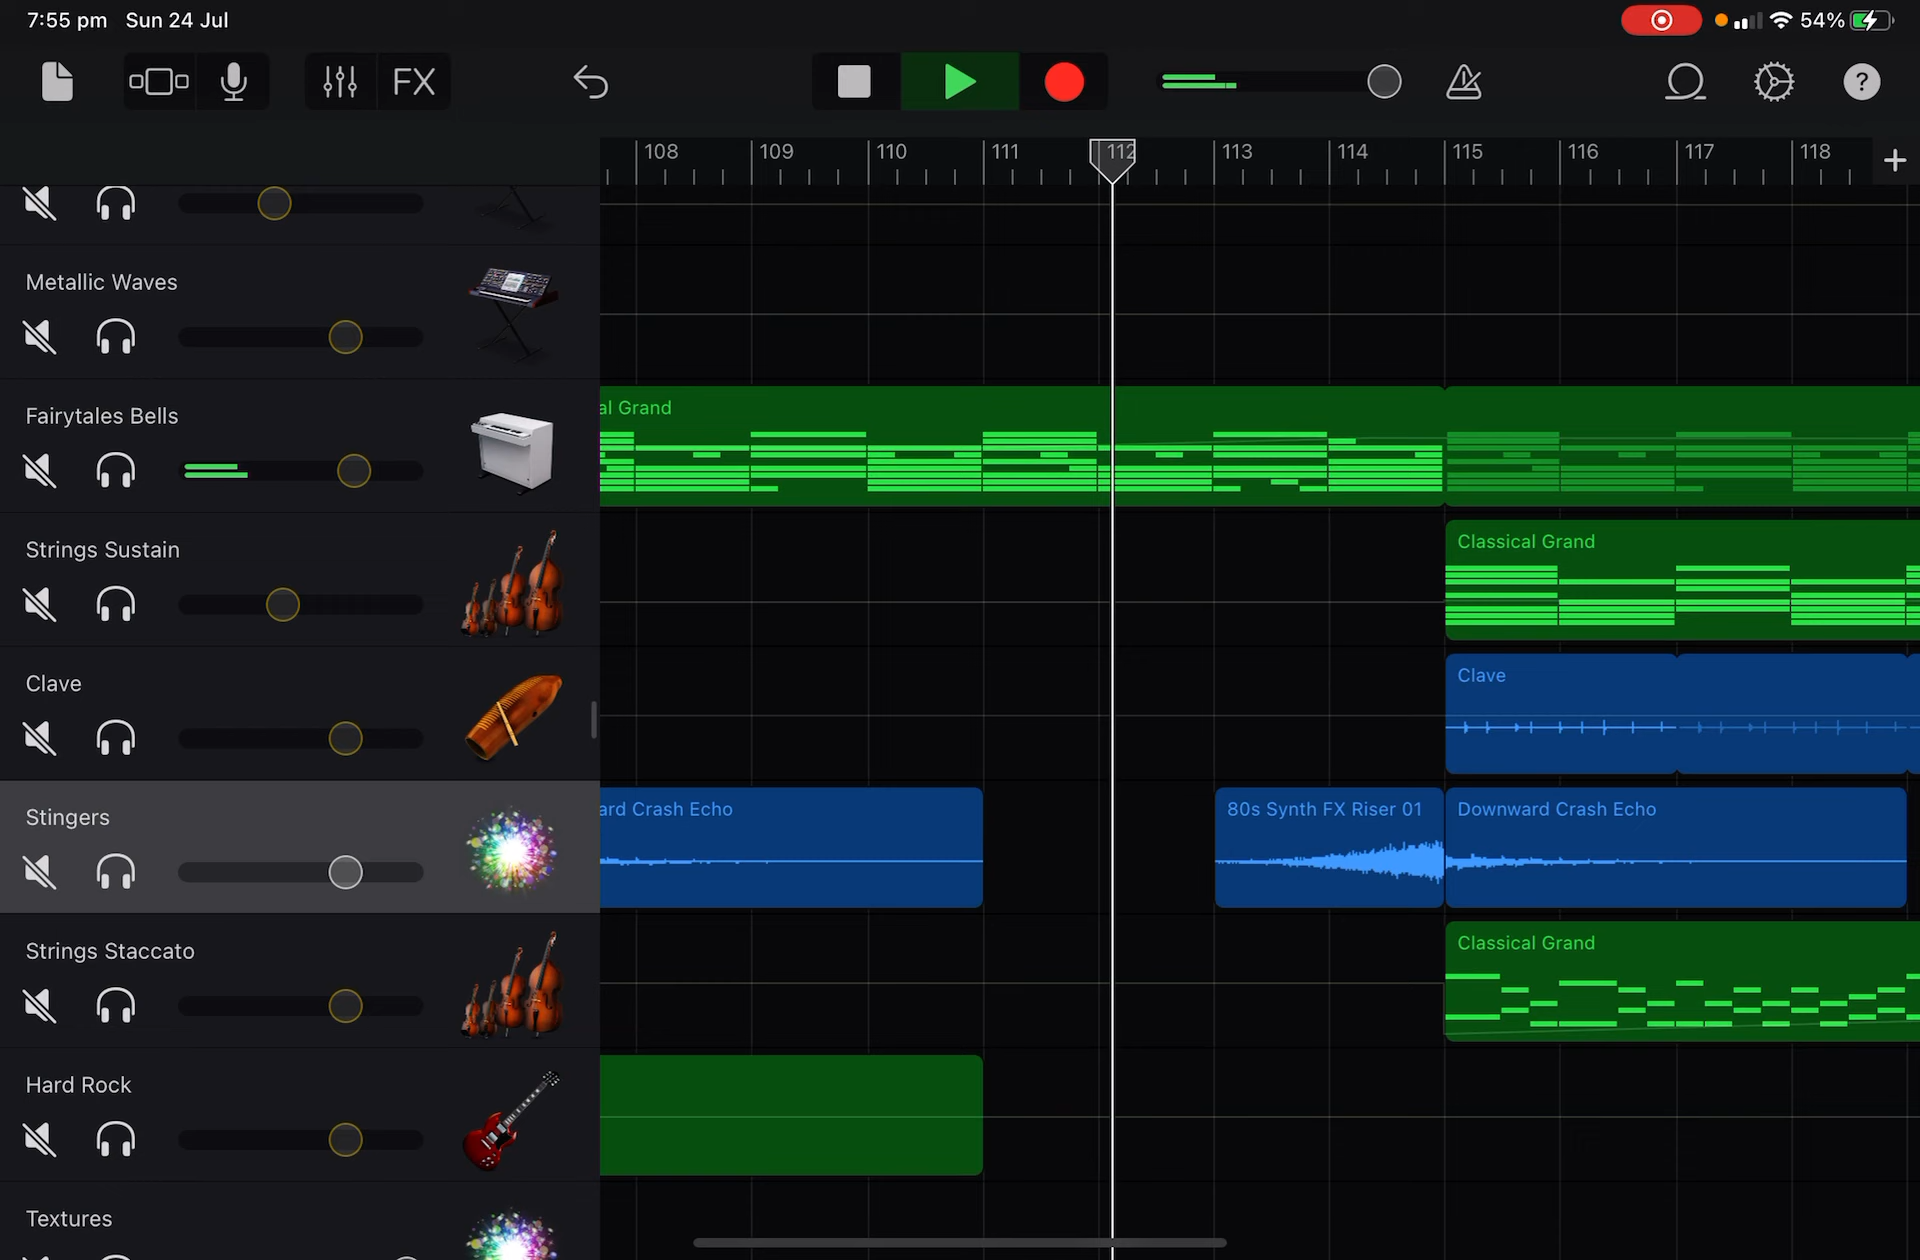 7:55 pm Sun 24 Jul
54%
FX
?
108 109 110 111 112 113 114 115 116 117 118 +
Metallic Waves
Fairytales Bells
al Grand
Strings Sustain
Classical Grand
Clave
Clave
Stingers
ard Crash Echo
80s Synth FX Riser 01
Downward Crash Echo
Strings Staccato
Classical Grand
Hard Rock
Textures